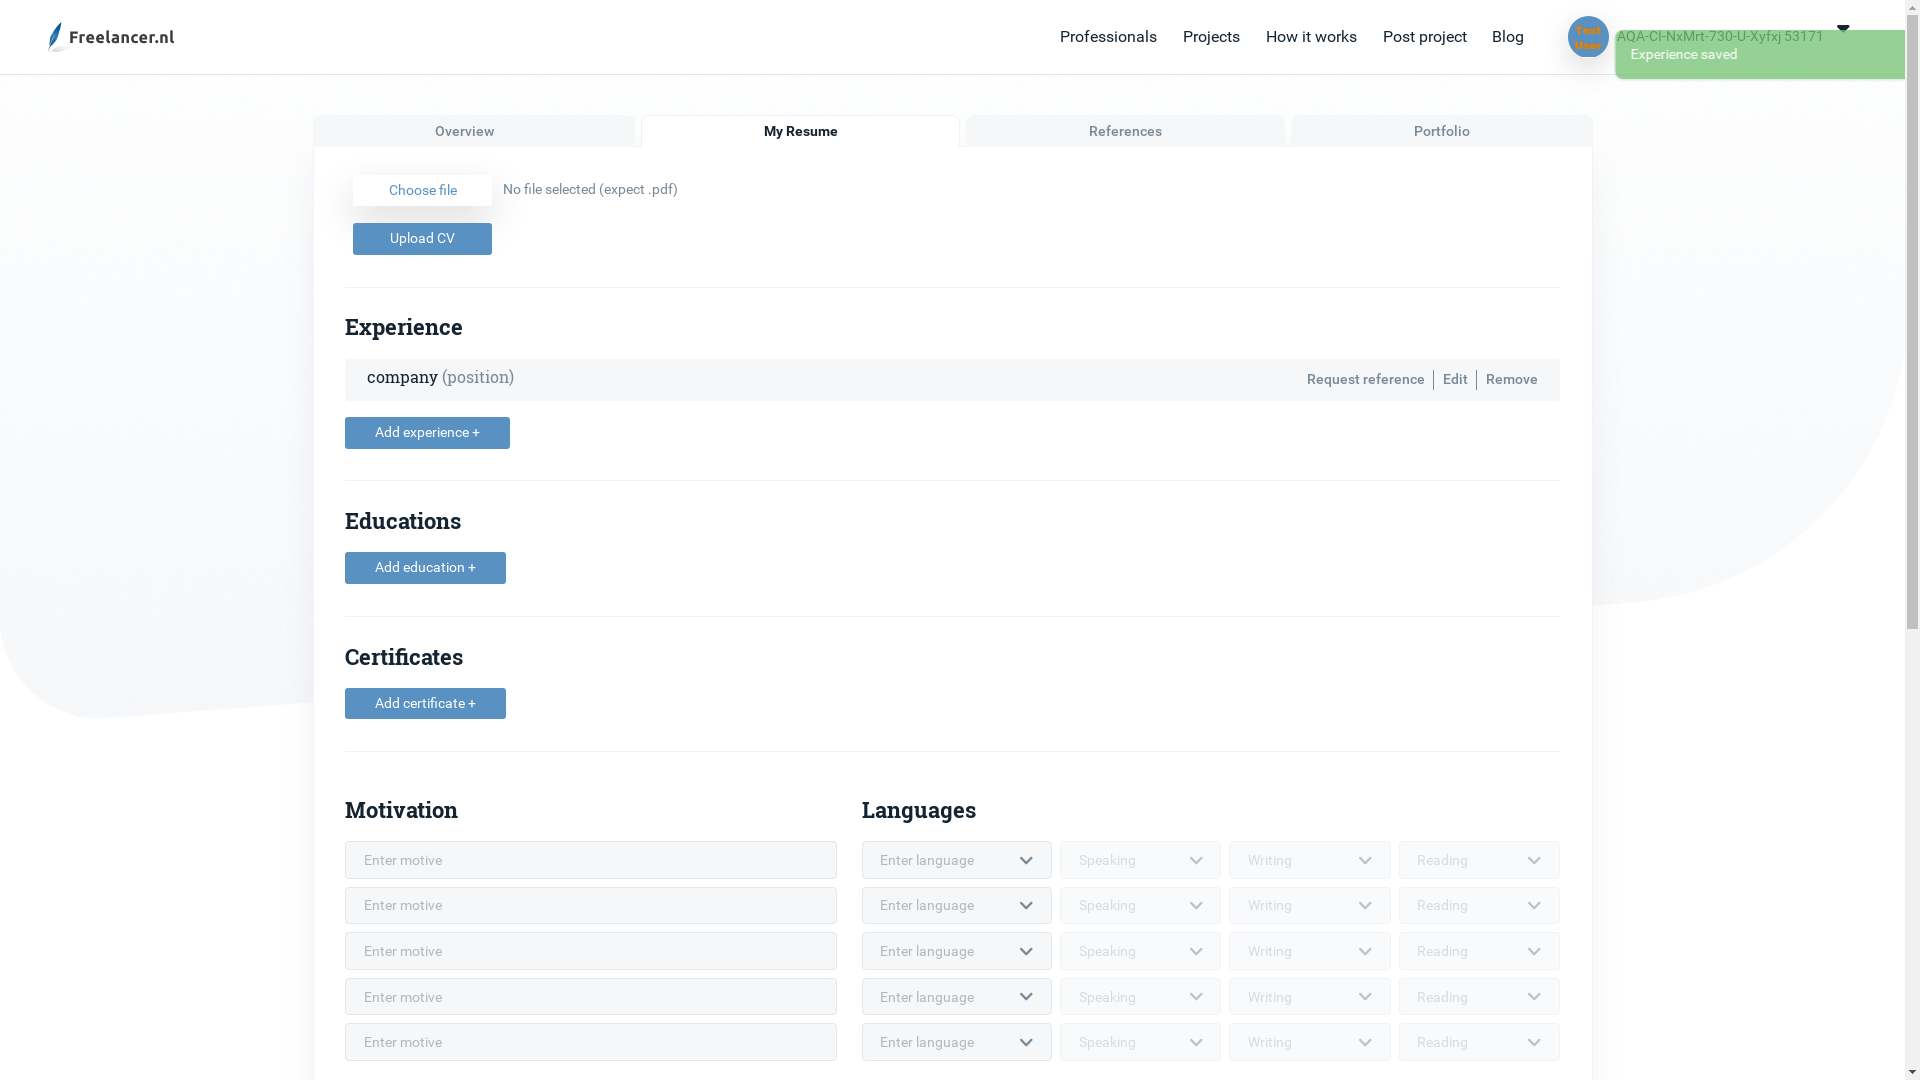 Freelancer.nl
Professionals Projects How it works Post project Blog
Test User
AQA-CI-NxMrt-730-U-Xyfxj 53171
Experience saved
Overview My Resume References Portfolio
Choose file No file selected (expect .pdf)
Upload CV
Experience
company (position) Request reference Edit Remove
Add experience +
Educations
Add education +
Certificates
Add certificate +
Motivation Languages
Enter motive Enter language Speaking Writing Reading
Enter motive Enter language Speaking Writing Reading
Enter motive Enter language Speaking Writing Reading
Enter motive Enter language Speaking Writing Reading
Enter motive Enter language Speaking Writing Reading